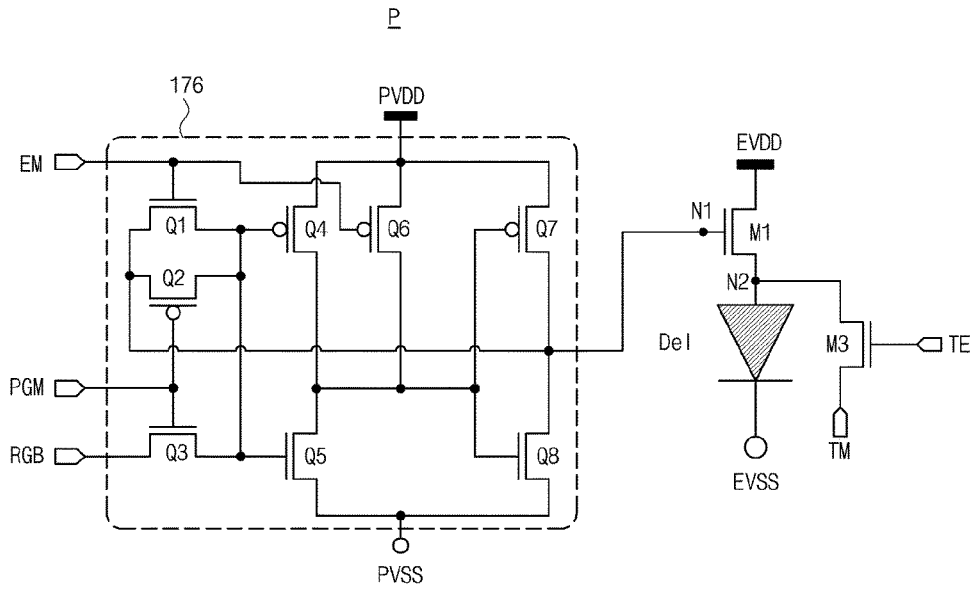 P
176
PVDD
EM
EVDD
Q1
Q4
Q6
Q7
N1
M1
Q2
N2
Del
M3
TE
PGM
RGB
Q3
Q5
Q8
TM
EVSS
PVSS